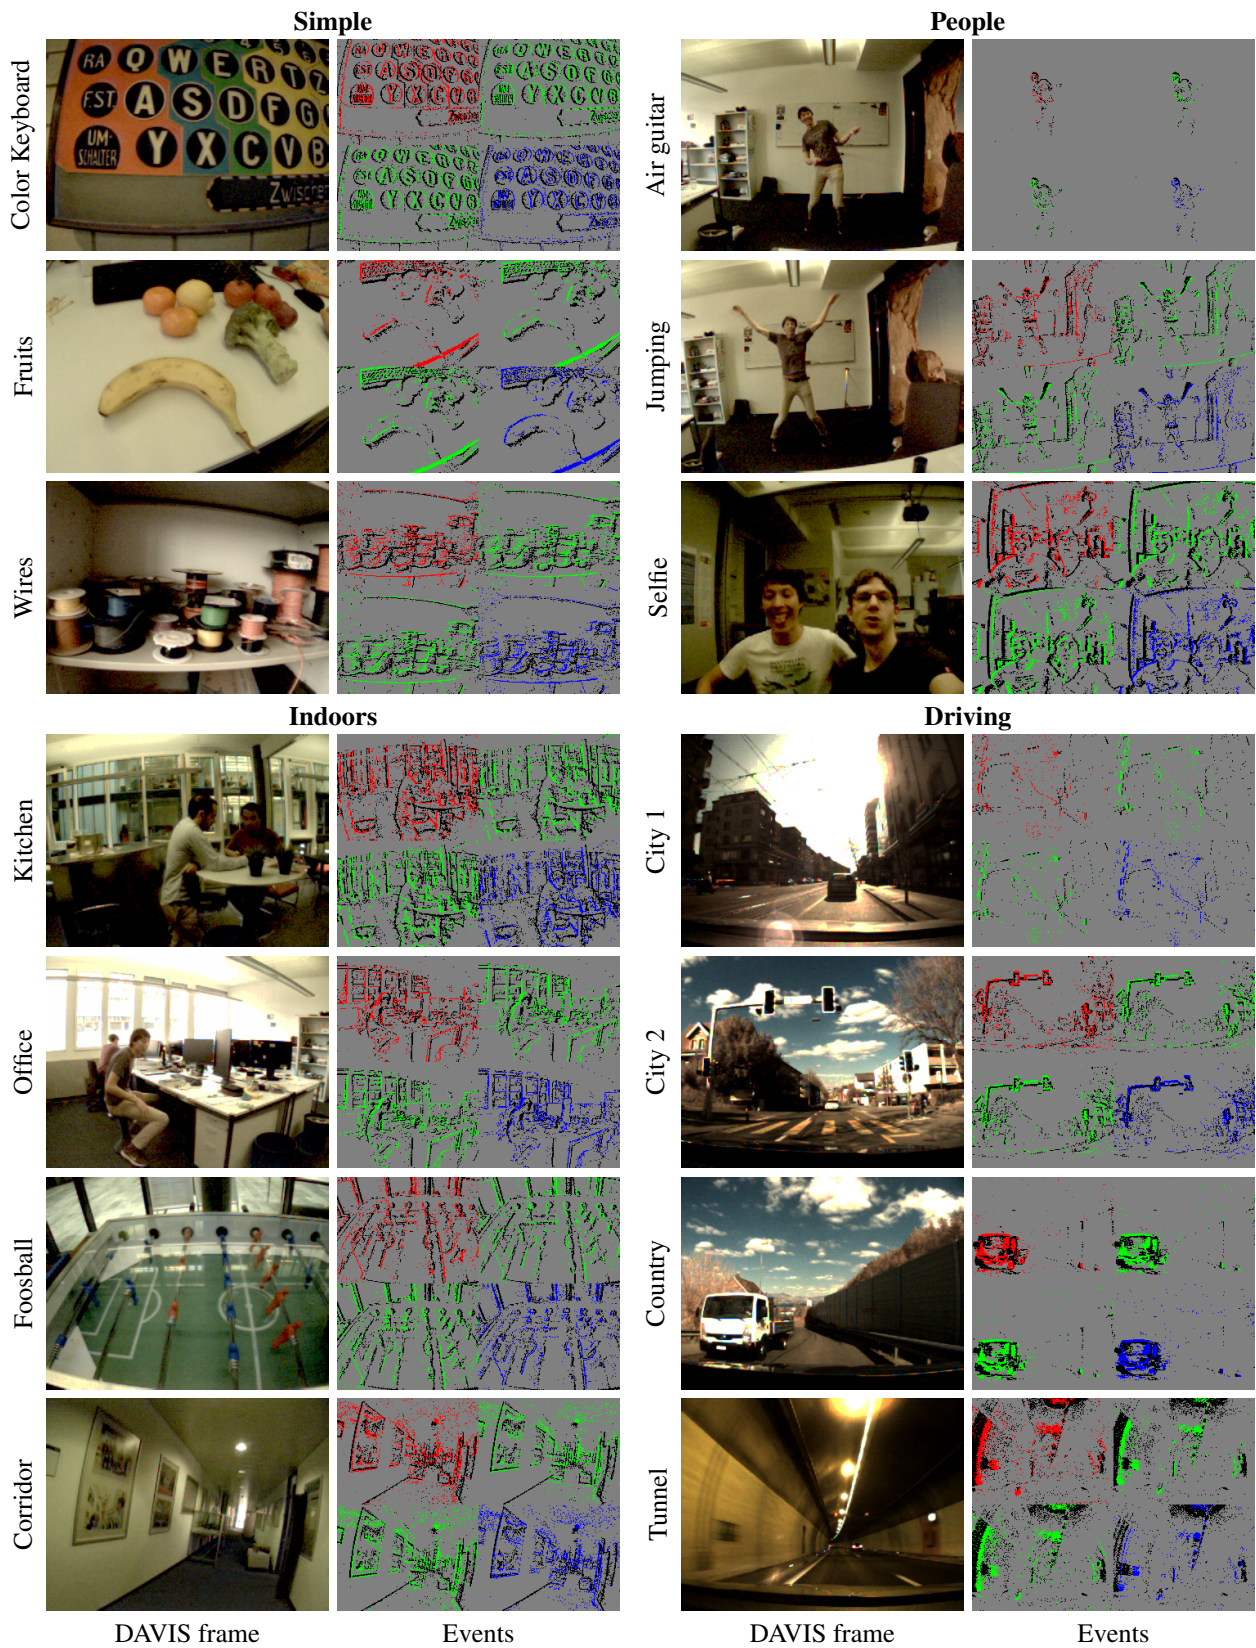 Simple
People
Color Keyboard
RA Q W E R T Z
F.ST. A S D F G
UM-
SCHALTER Y X C V B
Air guitar
Fruits
Jumping
Wires
Selfie
Indoors
Driving
Kitchen
City 1
Office
City 2
Foosball
Country
Corridor
Tunnel
DAVIS frame
Events
DAVIS frame
Events